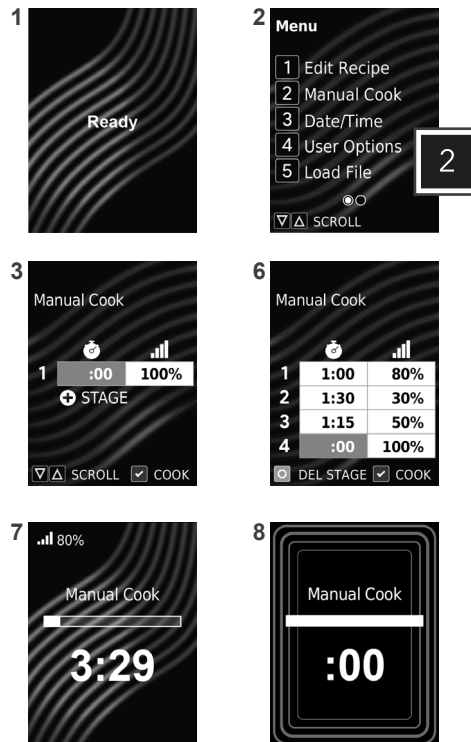 1
Ready
2
Menu
1 Edit Recipe
2 Manual Cook
3 Date/Time
4 User Options
5 Load File
SCROLL
2
3
Manual Cook
1 :00 100%
STAGE
SCROLL COOK
6
Manual Cook
1 1:00 80%
2 1:30 30%
3 1:15 50%
4 :00 100%
DEL STAGE COOK
7
80%
Manual Cook
3:29
8
Manual Cook
:00